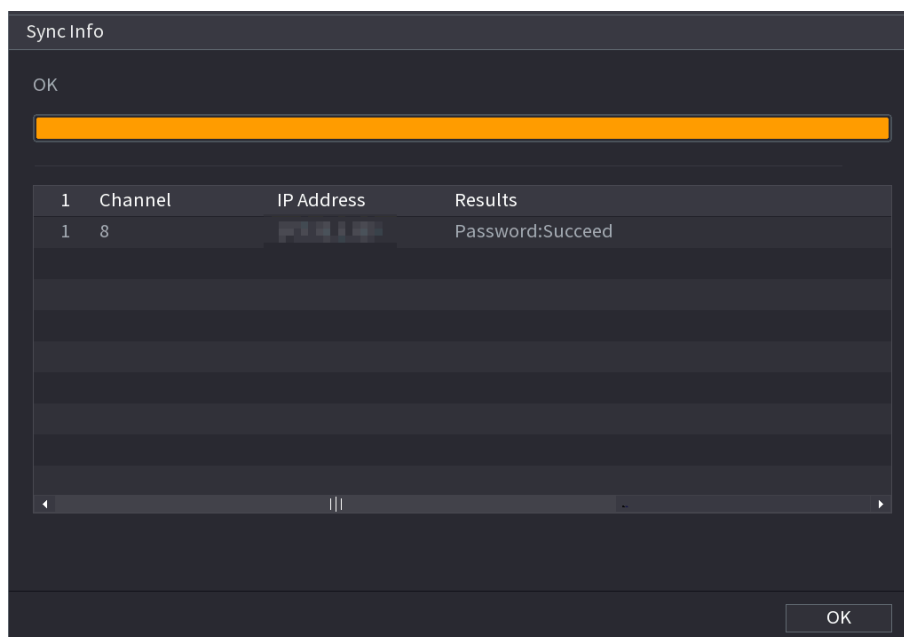 Sync Info
OK
1 Channel IP Address Results
1 8 Password:Succeed
OK